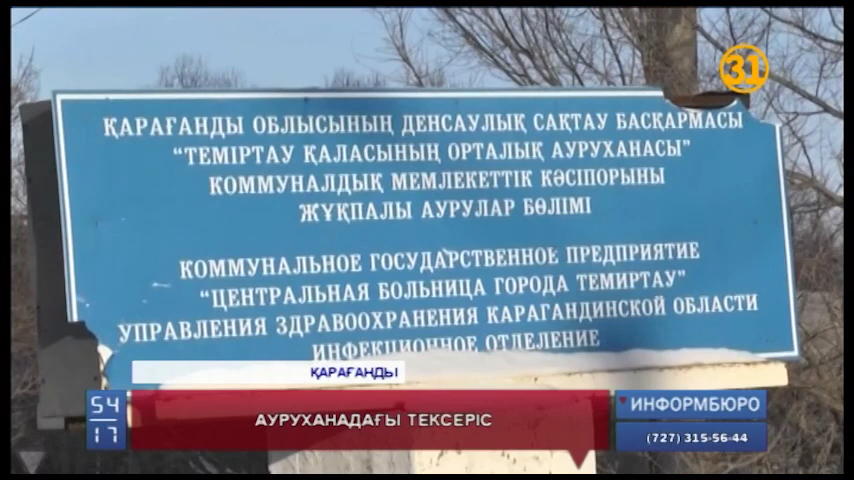 31
ҚАРАҒАНДЫ ОБЛЫСЫНЫҢ ДЕНСАУЛЫҚ САҚТАУ БАСҚАРМАСЫ
“ТЕМІРТАУ ҚАЛАСЫНЫҢ ОРТАЛЫҚ АУРУХАНАСЫ”
КОММУНАЛДЫҚ МЕМЛЕКЕТТІК КӘСІПОРЫНЫ
ЖҰҚПАЛЫ АУРУЛАР БӨЛІМІ
КОММУНАЛЬНОЕ ГОСУДАРСТВЕННОЕ ПРЕДПРИЯТИЕ
“ЦЕНТРАЛЬНАЯ БОЛЬНИЦА ГОРОДА ТЕМИРТАУ”
УПРАВЛЕНИЯ ЗДРАВООХРАНЕНИЯ КАРАГАНДИНСКОЙ ОБЛАСТИ
ИНФЕКЦИОННОЕ ОТДЕЛЕНИЕ
ҚАРАҒАНДЫ
54
17
АУРУХАНАДАҒЫ ТЕКСЕРІС
ИНФОРМБЮРО
(727) 315-56-44